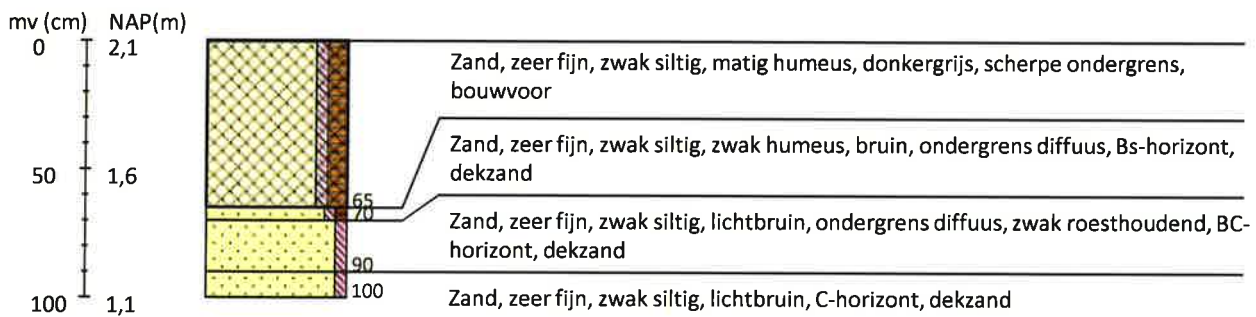 mv (cm) NAP(m)
0 2,1
Zand, zeer fijn, zwak siltig, matig humeus, donkergrijs, scherpe ondergrens,
bouwvoor
Zand, zeer fijn, zwak siltig, zwak humeus, bruin, ondergrens diffuus, Bs-horizont,
dekzand
50 1,6
65
70
Zand, zeer fijn, zwak siltig, lichtbruin, ondergrens diffuus, zwak roesthoudend, BC-
horizont, dekzand
90
100
Zand, zeer fijn, zwak siltig, lichtbruin, C-horizont, dekzand
100 1,1